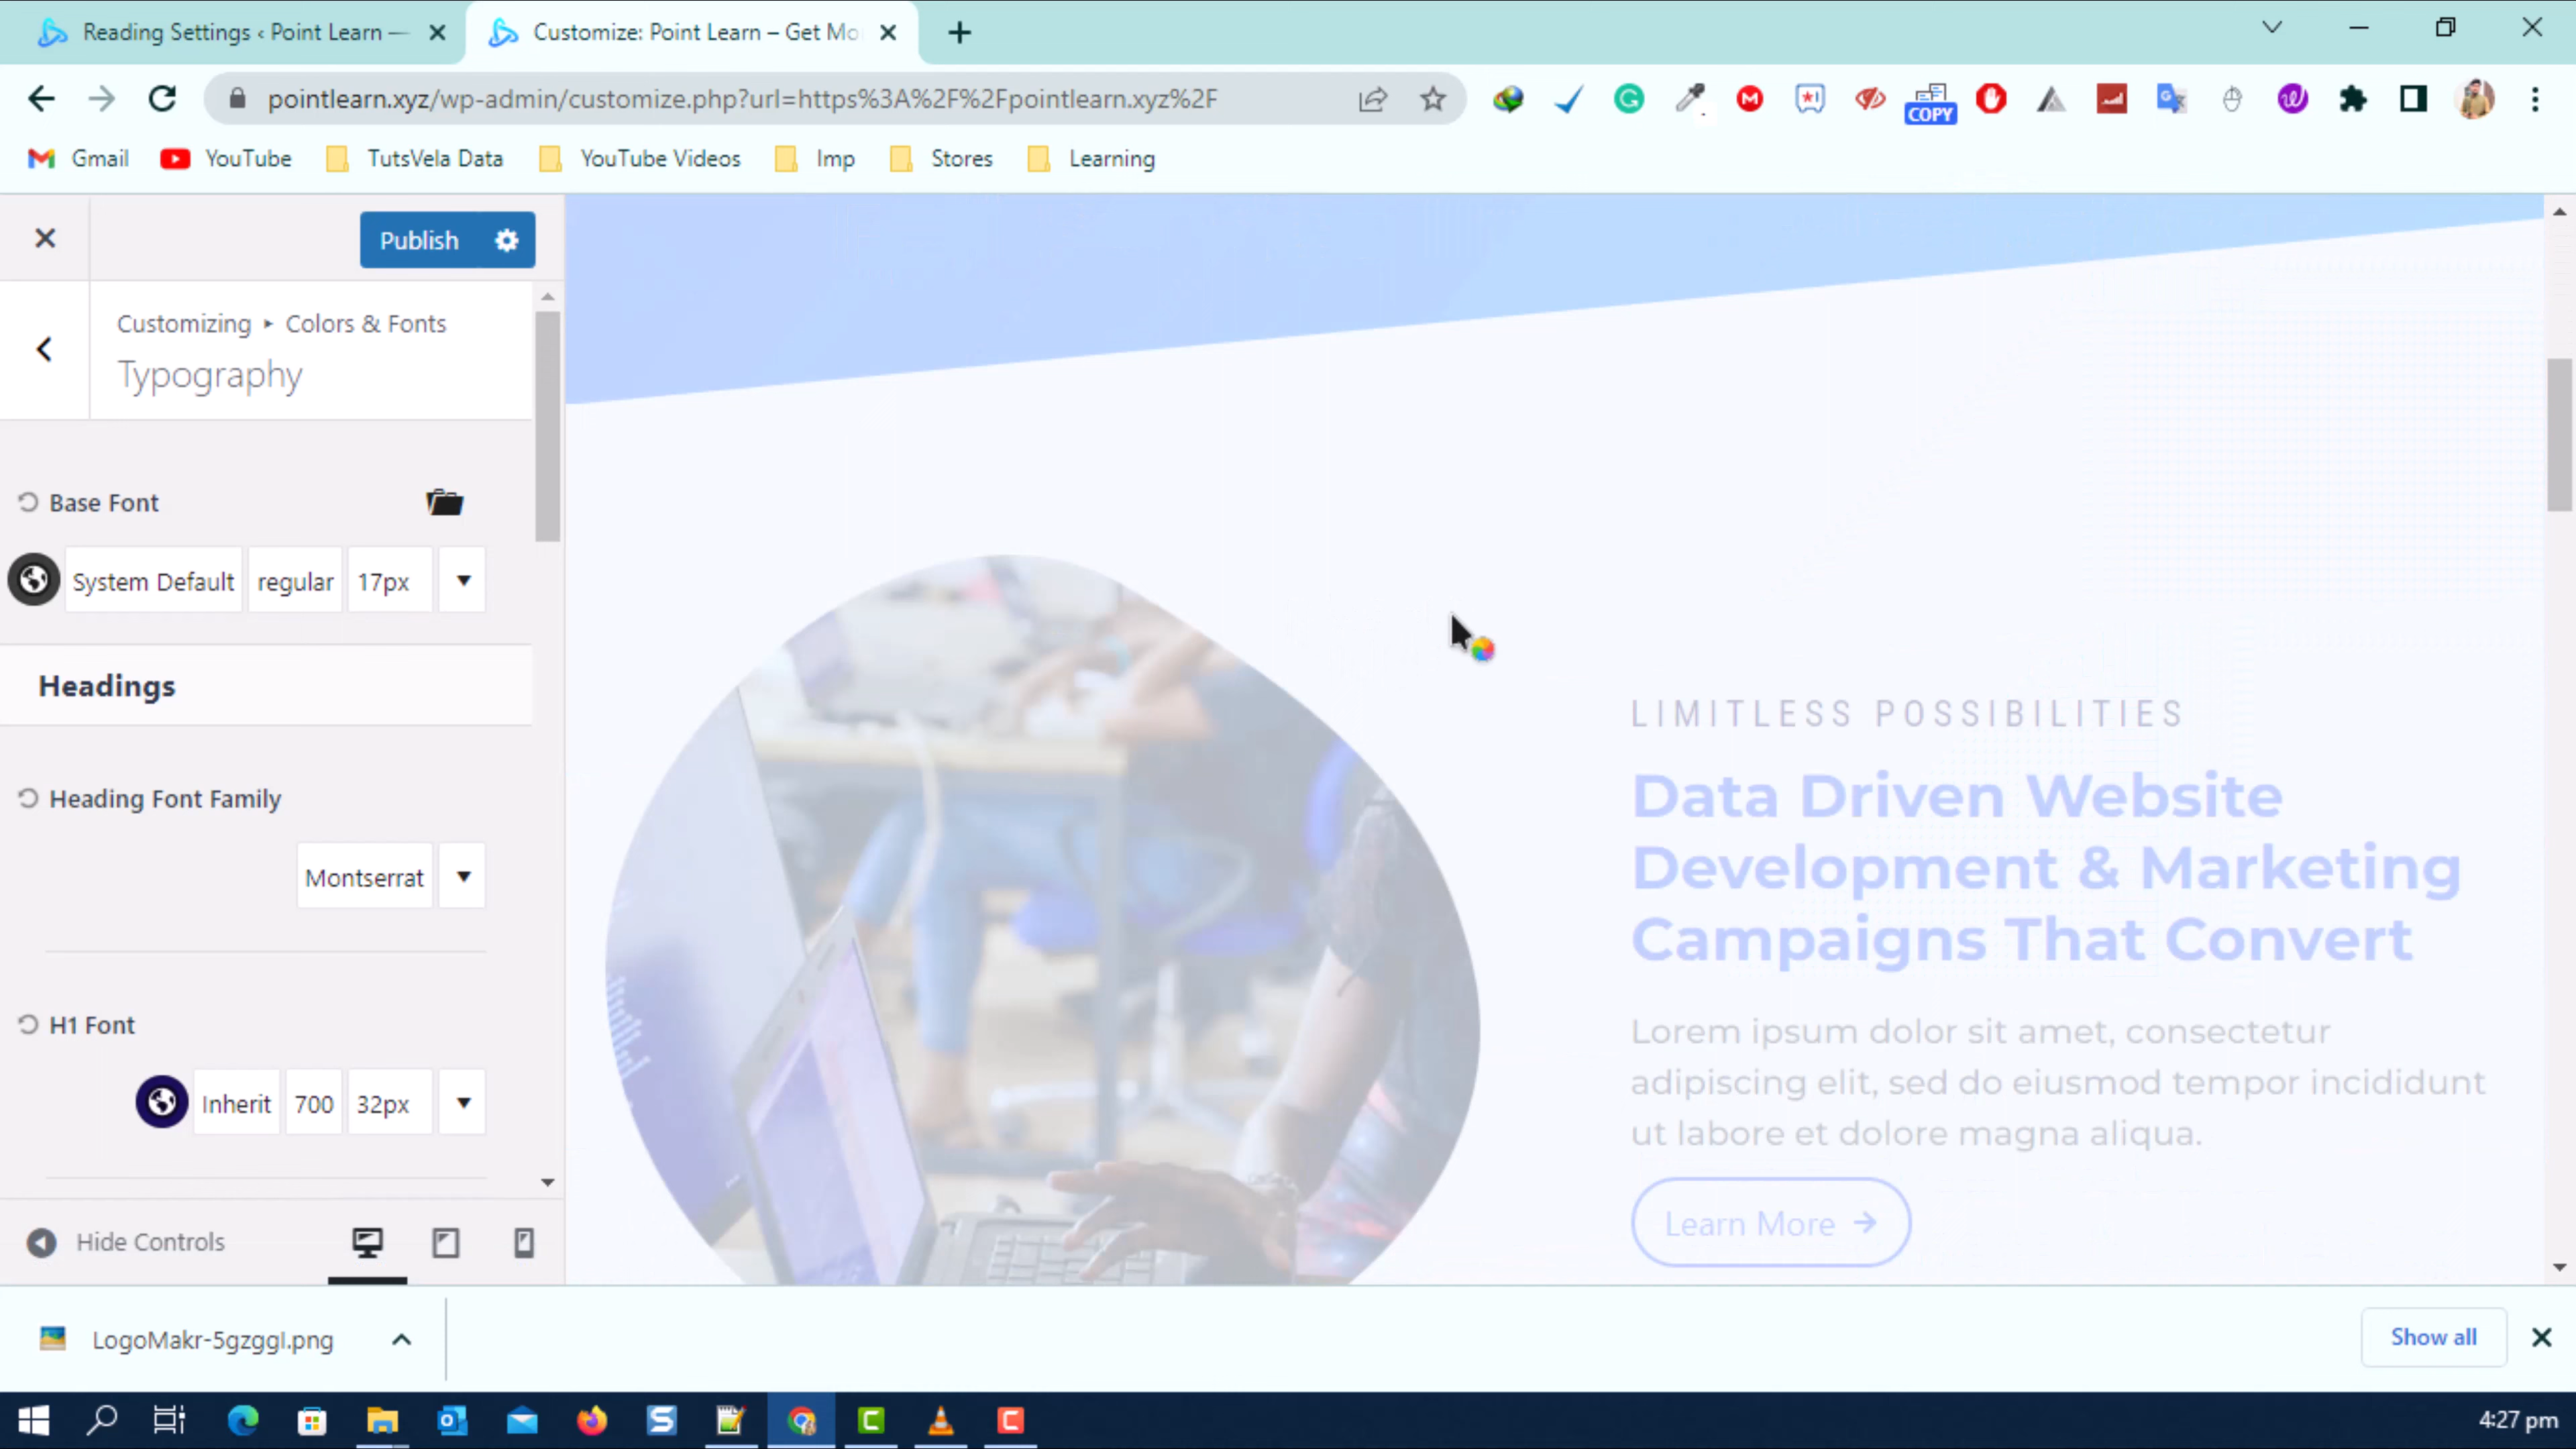 Reading Settings ‹ Point Learn —
Customize: Point Learn – Get Mo
pointlearn.xyz/wp-admin/customize.php?url=https%3A%2F%2Fpointlearn.xyz%2F
COPY
Gmail
YouTube
TutsVela Data
YouTube Videos
Imp
Stores
Learning
Publish
Customizing ▸ Colors & Fonts
Typography
Base Font
System Default
regular
17px
Headings
Heading Font Family
Montserrat
H1 Font
Inherit
700
32px
Hide Controls
LIMITLESS POSSIBILITIES
Data Driven Website
Development & Marketing
Campaigns That Convert
Lorem ipsum dolor sit amet, consectetur
adipiscing elit, sed do eiusmod tempor incididunt
ut labore et dolore magna aliqua.
Learn More →
LogoMakr-5gzggI.png
Show all
4:27 pm